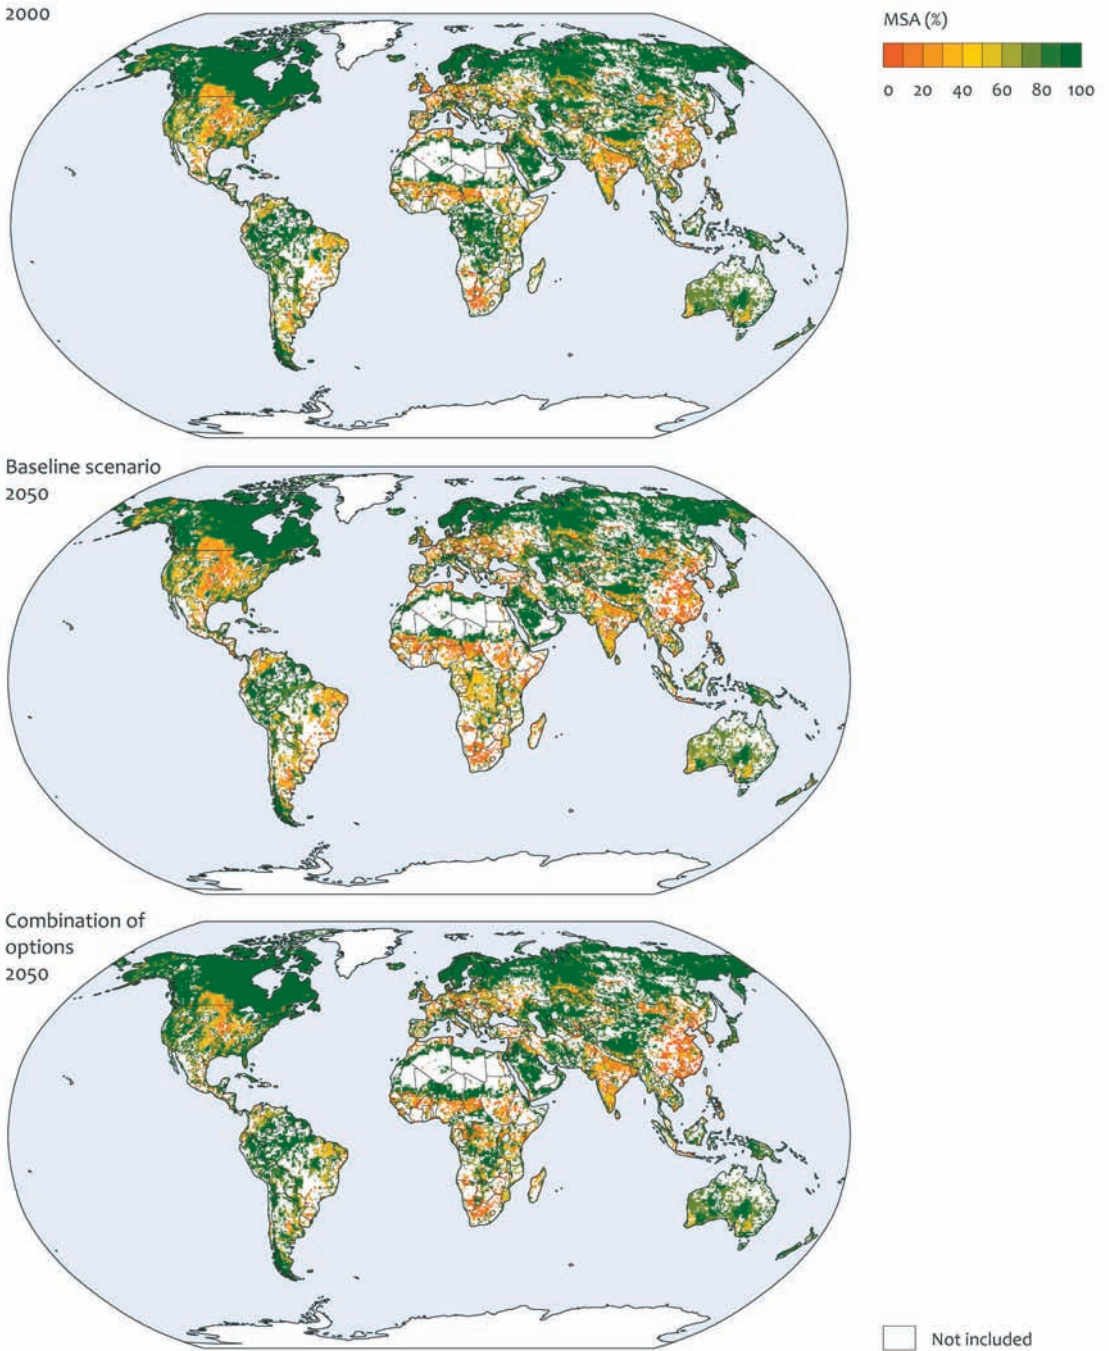 2000
MSA (%)
0 20 40 60 80 100
Baseline scenario
2050
Combination of
options
2050
Not included